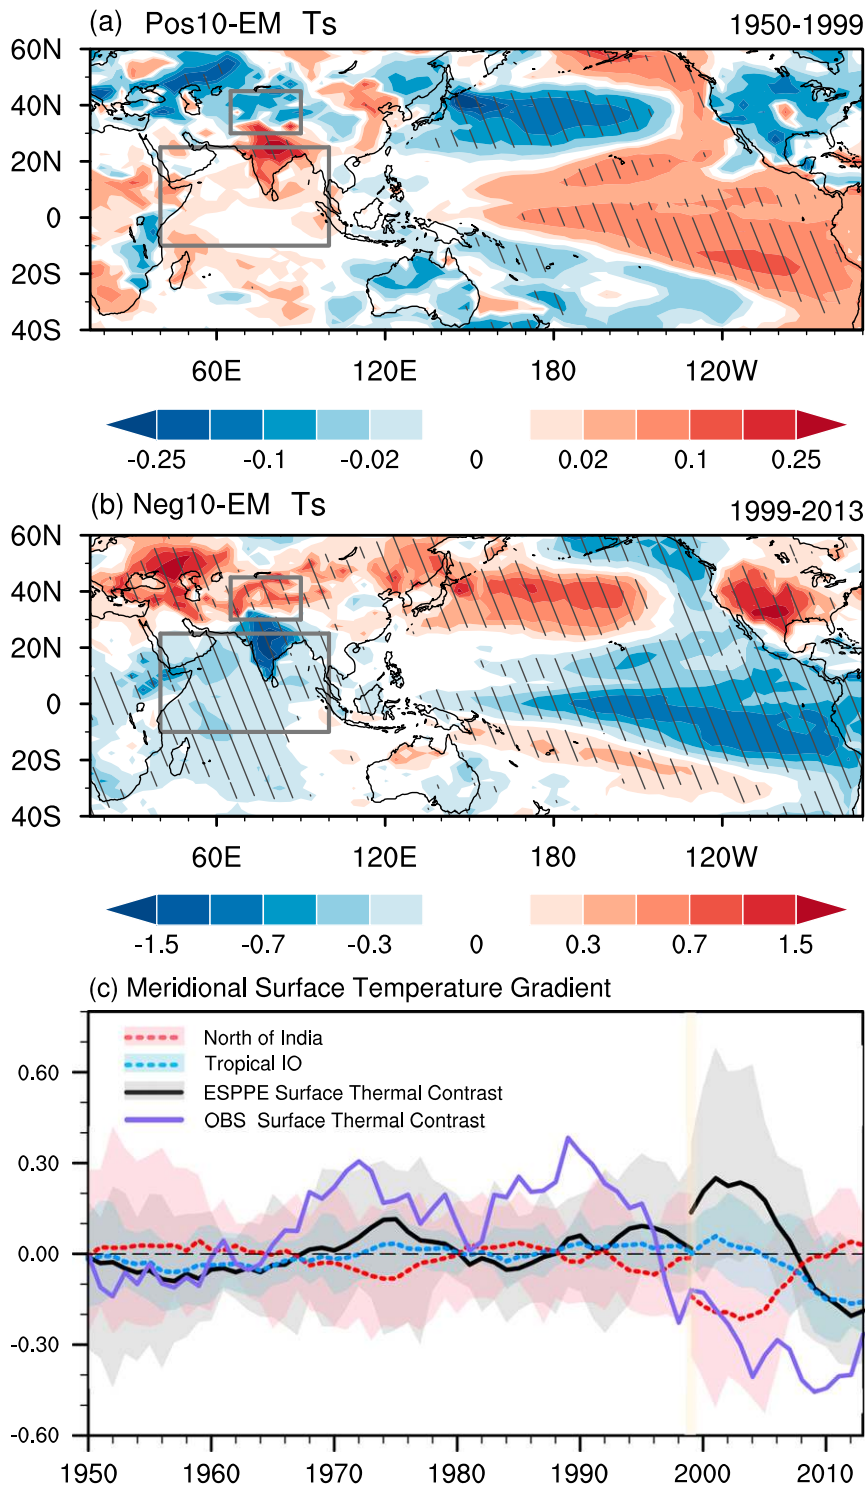 (a) Pos10-EM Ts 1950-1999
60N
40N
20N
0
20S
40S
60E 120E 180 120W
-0.25 -0.1 -0.02 0 0.02 0.1 0.25
(b) Neg10-EM Ts 1999-2013
60N
40N
20N
0
20S
40S
60E 120E 180 120W
-1.5 -0.7 -0.3 0 0.3 0.7 1.5
(c) Meridional Surface Temperature Gradient
North of India
Tropical IO
ESPPE Surface Thermal Contrast
OBS Surface Thermal Contrast
0.60
0.30
0.00
-0.30
-0.60
1950 1960 1970 1980 1990 2000 2010